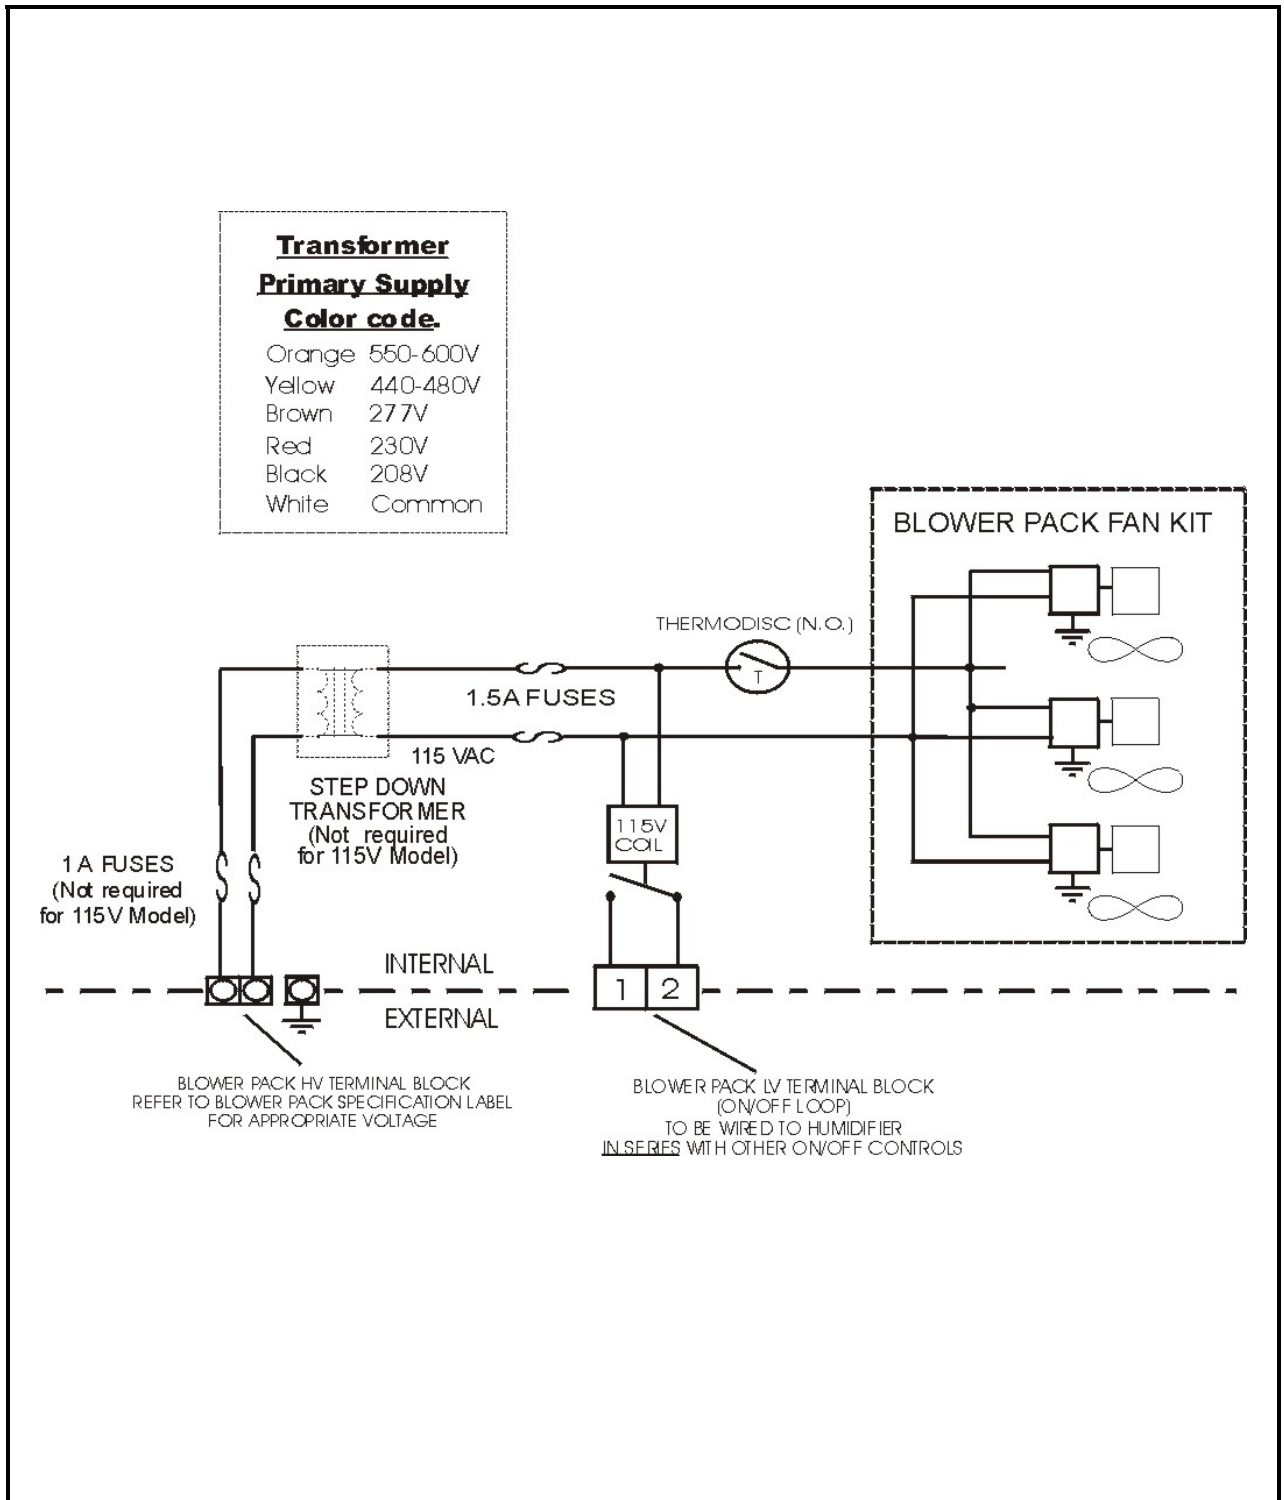 Transformer
Primary Supply
Color code.
Orange 550-600V
Yellow 440-480V
Brown 277V
Red 230V
Black 208V
White Common
BLOWER PACK FAN KIT
THERMODISC (N.O.)
T
1.5A FUSES
115 VAC
STEP DOWN
TRANSFORMER
(Not required
for 115V Model)
115V
COIL
1A FUSES
(Not required
for 115V Model)
INTERNAL
1 2
EXTERNAL
BLOWER PACK HV TERMINAL BLOCK
REFER TO BLOWER PACK SPECIFICATION LABEL
FOR APPROPRIATE VOLTAGE
BLOWER PACK LV TERMINAL BLOCK
(ON/OFF LOOP)
TO BE WIRED TO HUMIDIFIER
IN SERIES WITH OTHER ON/OFF CONTROLS